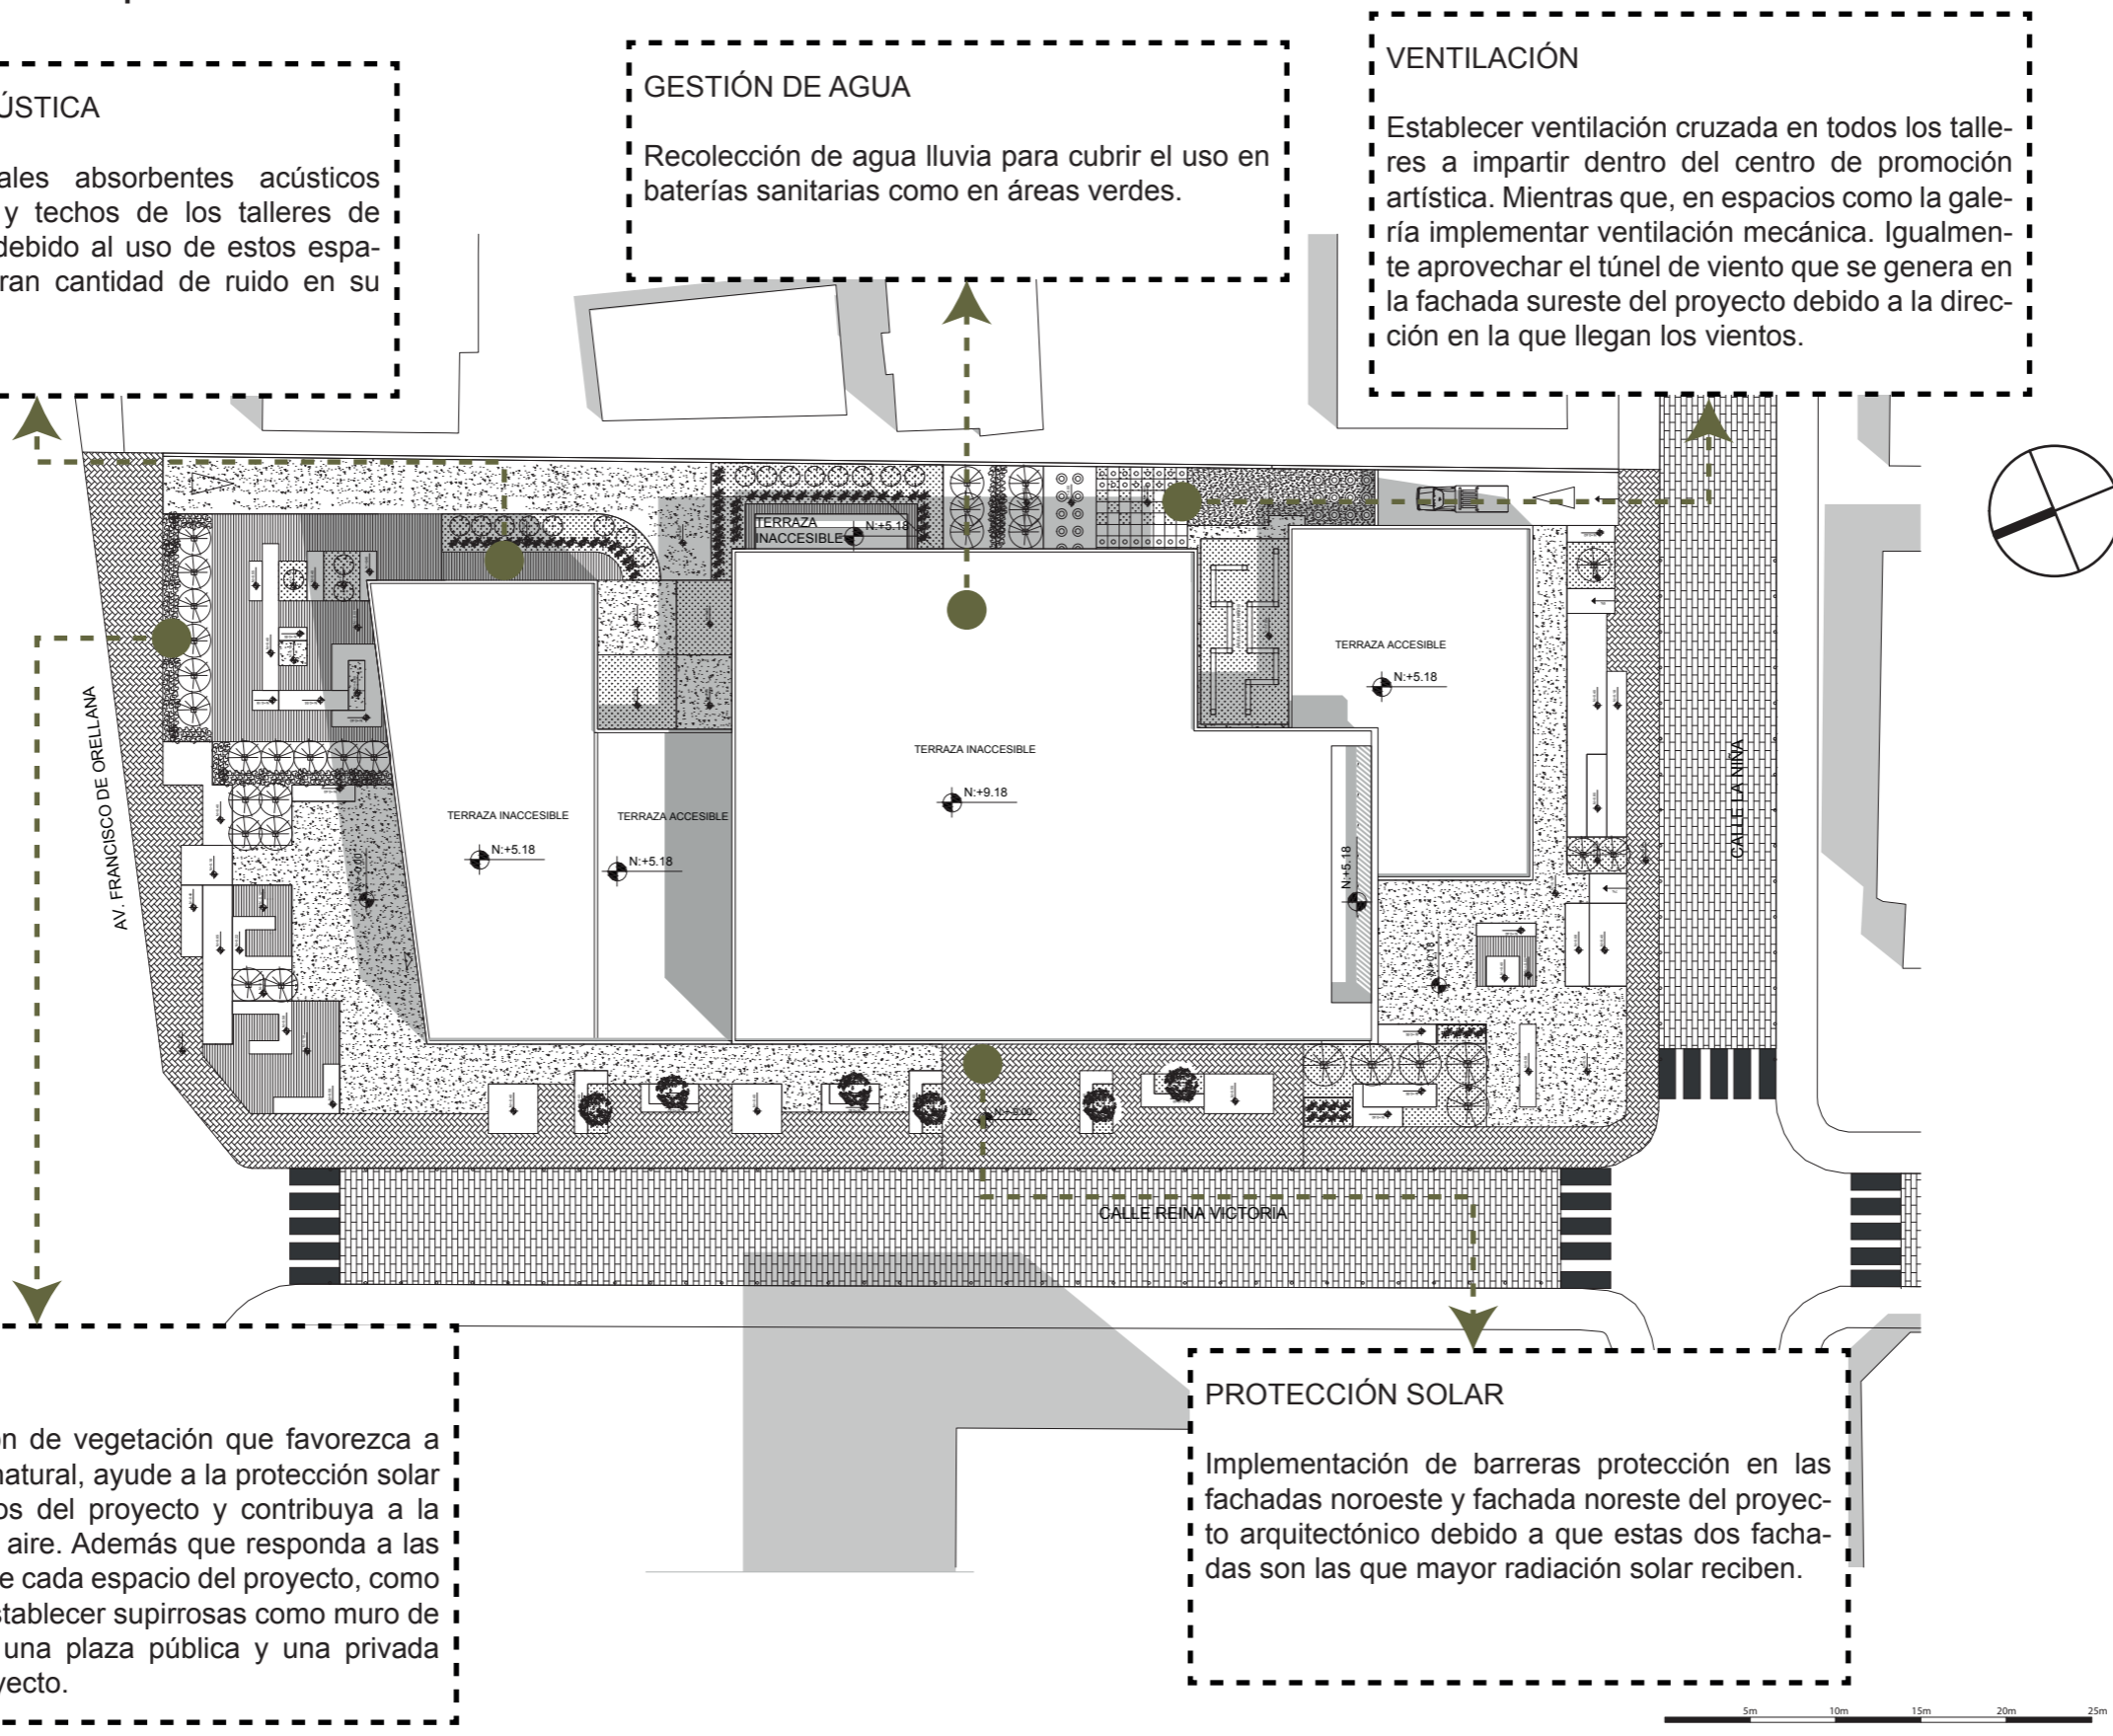 ÚSTICA
ales absorbentes acústicos
y techos de los talleres de
debido al uso de estos espa-
ran cantidad de ruido en su
GESTIÓN DE AGUA
Recolección de agua lluvia para cubrir el uso en
baterías sanitarias como en áreas verdes.
VENTILACIÓN
Establecer ventilación cruzada en todos los talle-
res a impartir dentro del centro de promoción
artística. Mientras que, en espacios como la gale-
ría implementar ventilación mecánica. Igualmen-
te aprovechar el túnel de viento que se genera en
la fachada sureste del proyecto debido a la direc-
ción en la que llegan los vientos.
TERRAZA
INACCESIBLE
N:+5.18
TERRAZA ACCESIBLE
N:+5.18
AV. FRANCISCO DE ORELLANA
TERRAZA INACCESIBLE
N:+9.18
CALLE LA NIÑA
TERRAZA INACCESIBLE
N:+5.18
TERRAZA ACCESIBLE
N:+5.18
N:+5.18
N:+0.18
CALLE REINA VICTORIA
on de vegetación que favorezca a
natural, ayude a la protección solar
os del proyecto y contribuya a la
aire. Además que responda a las
e cada espacio del proyecto, como
stablecer supirrosas como muro de
una plaza pública y una privada
yecto.
PROTECCIÓN SOLAR
Implementación de barreras protección en las
fachadas noroeste y fachada noreste del proyec-
to arquitectónico debido a que estas dos facha-
das son las que mayor radiación solar reciben.
5m 10m 15m 20m 25m